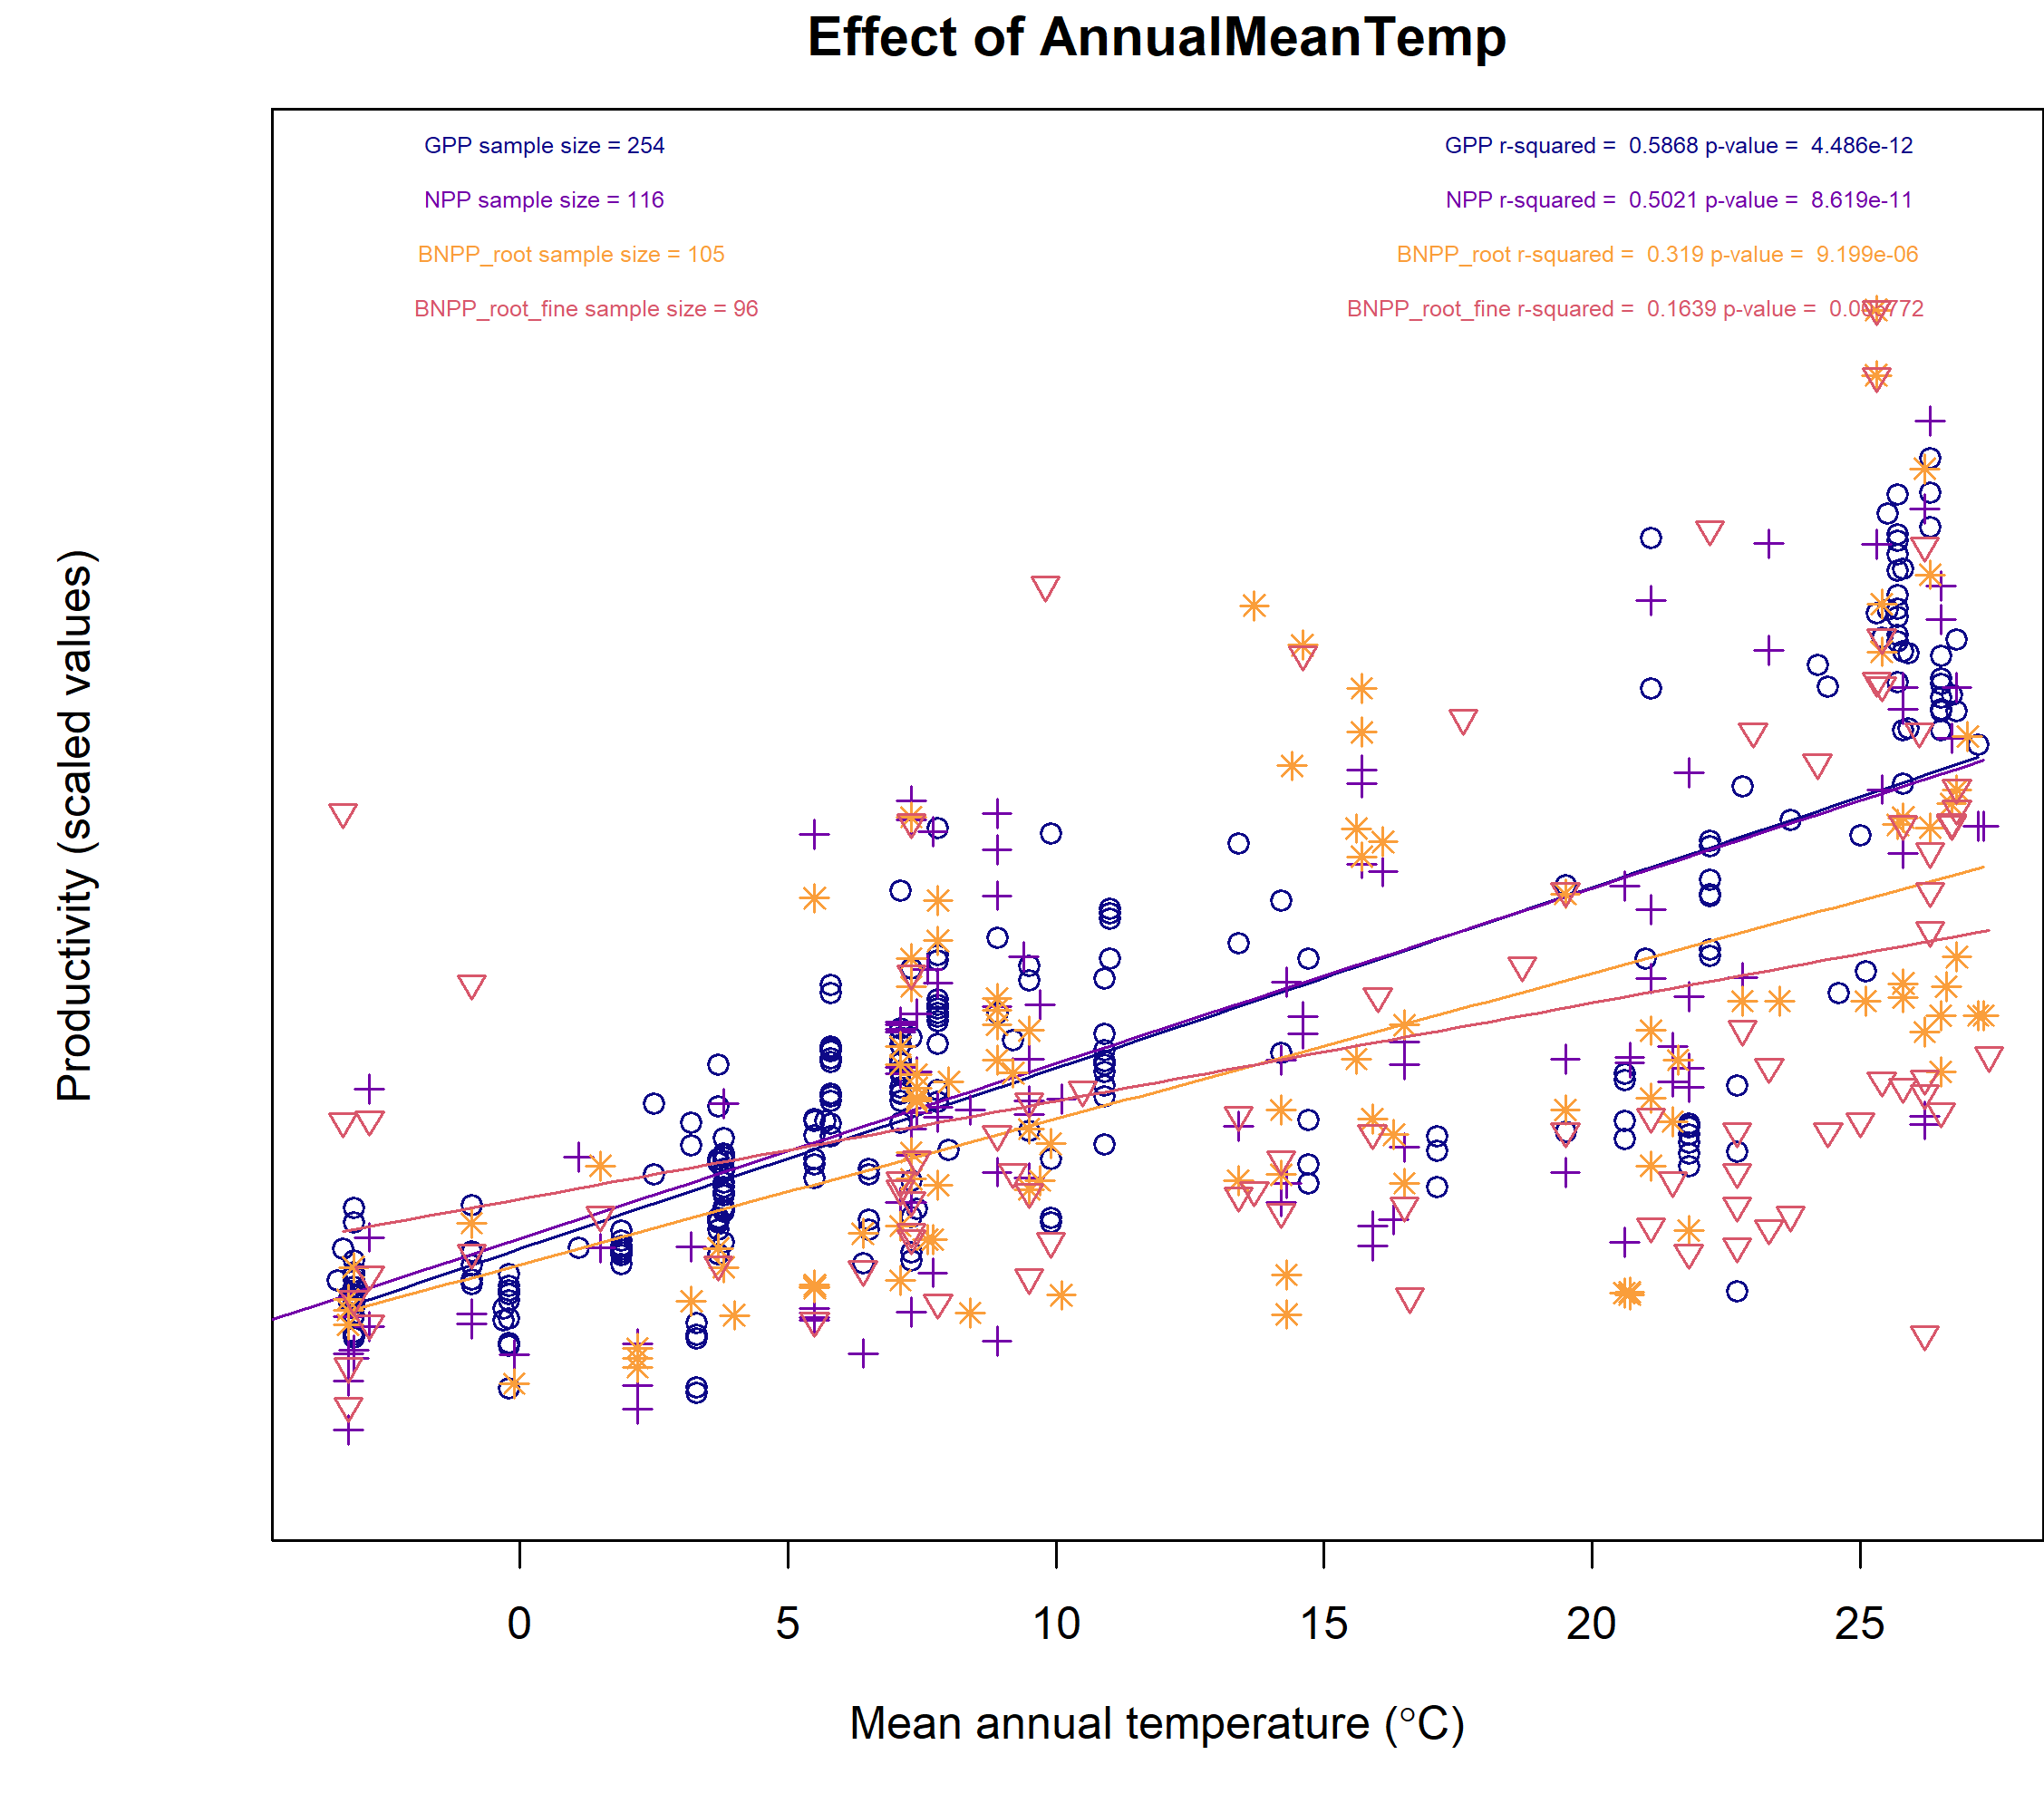 Effect of AnnualMeanTemp
GPP sample size = 254
GPP r-squared = 0.5868 p-value = 4.486e-12
NPP sample size = 116
NPP r-squared = 0.5021 p-value = 8.619e-11
BNPP_root sample size = 105
BNPP_root r-squared = 0.319 p-value = 9.199e-06
BNPP_root_fine sample size = 96
BNPP_root_fine r-squared = 0.1639 p-value =
Productivity (scaled values)
0 5 10 15 20 25
Mean annual temperature (°C)